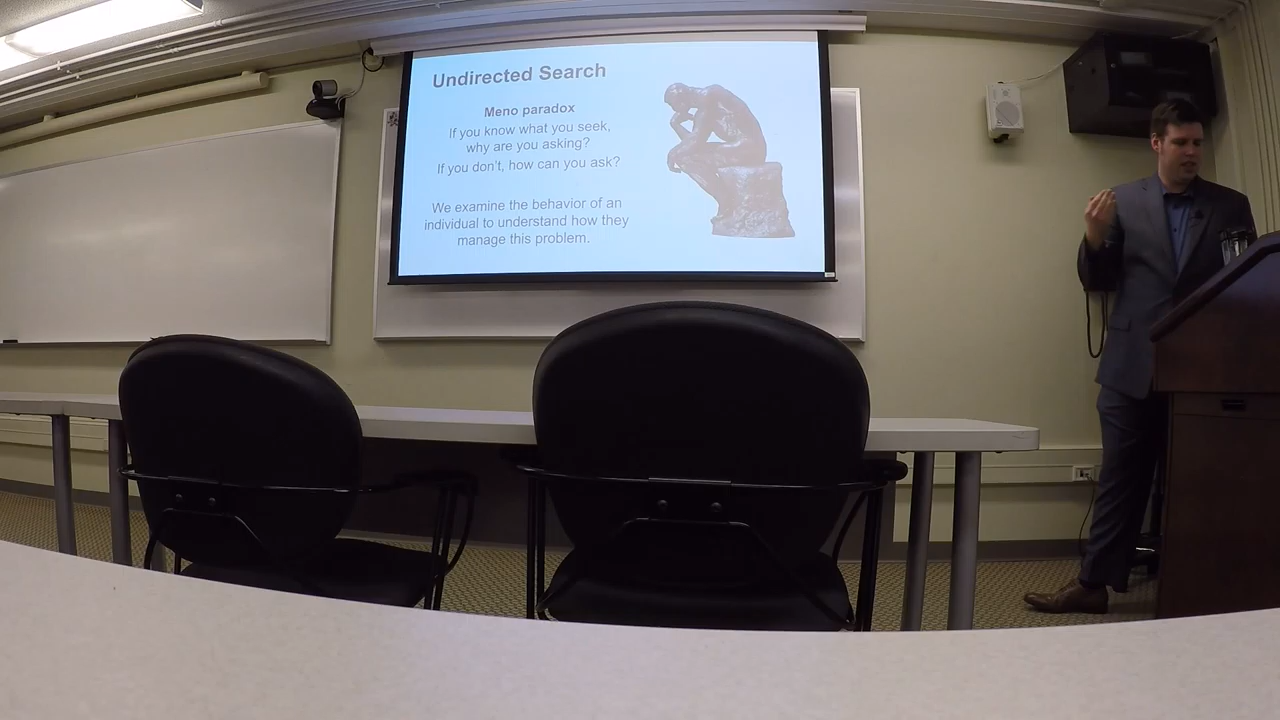 Undirected Search
Meno paradox
If you know what you seek,
why are you asking?
If you don't, how can you ask?
We examine the behavior of an
individual to understand how they
manage this problem.